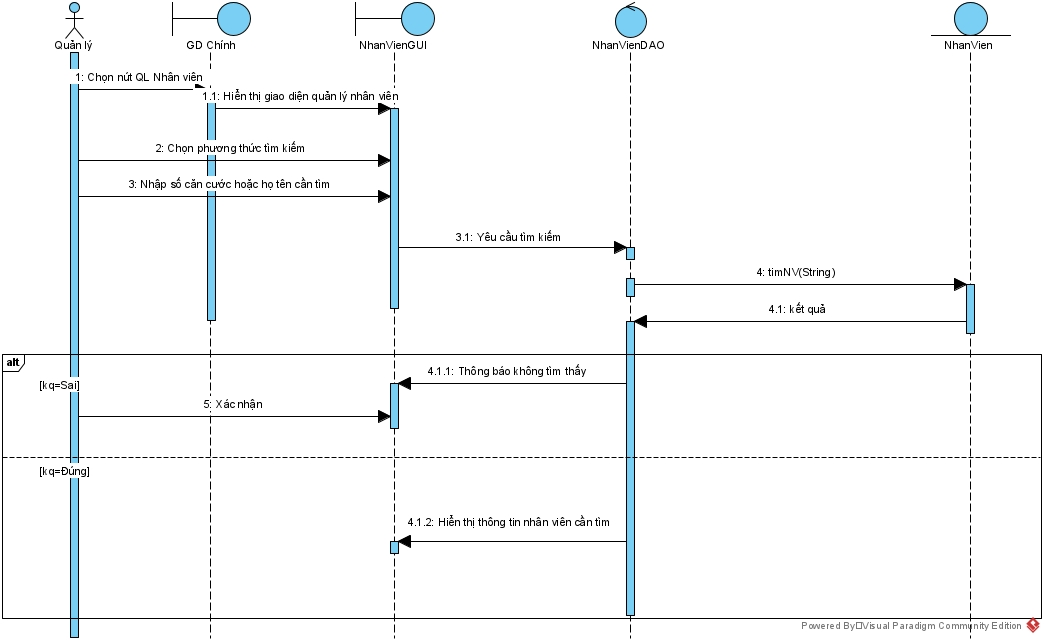 Quản lý
GD Chính
NhanVienGUI
NhanVienDAO
NhanVien
1: Chọn nút QL Nhân viên
1.1: Hiển thị giao diện quản lý nhân viên
2: Chọn phương thức tìm kiếm
3: Nhập số căn cước hoặc họ tên cần tìm
3.1: Yêu cầu tìm kiếm
4: timNV(String)
4.1: kết quả
alt
4.1.1: Thông báo không tìm thấy
[kq=Sai]
5: Xác nhận
[kq=Đúng]
4.1.2: Hiển thị thông tin nhân viên cần tìm
Powered By Visual Paradigm Community Edition